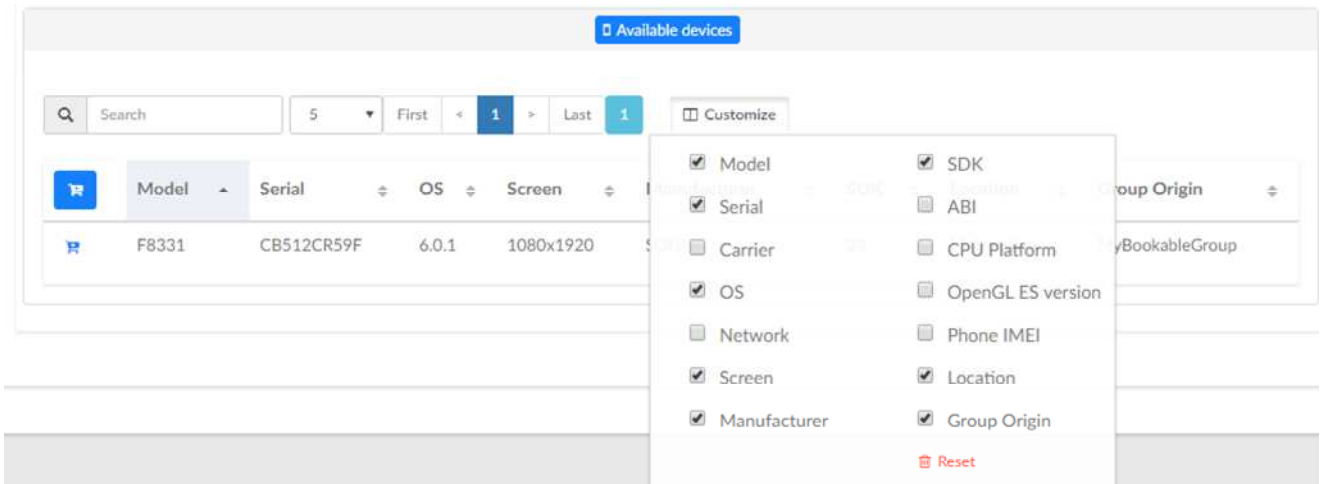 Available devices
Search 5 First < 1 > Last 1 Customize
Model Serial OS Screen Group Origin
F8331 CB512CR59F 6.0.1 1080x1920 MyBookableGroup
Model SDK
Serial ABI
Carrier CPU Platform
OS OpenGL ES version
Network Phone IMEI
Screen Location
Manufacturer Group Origin
Reset